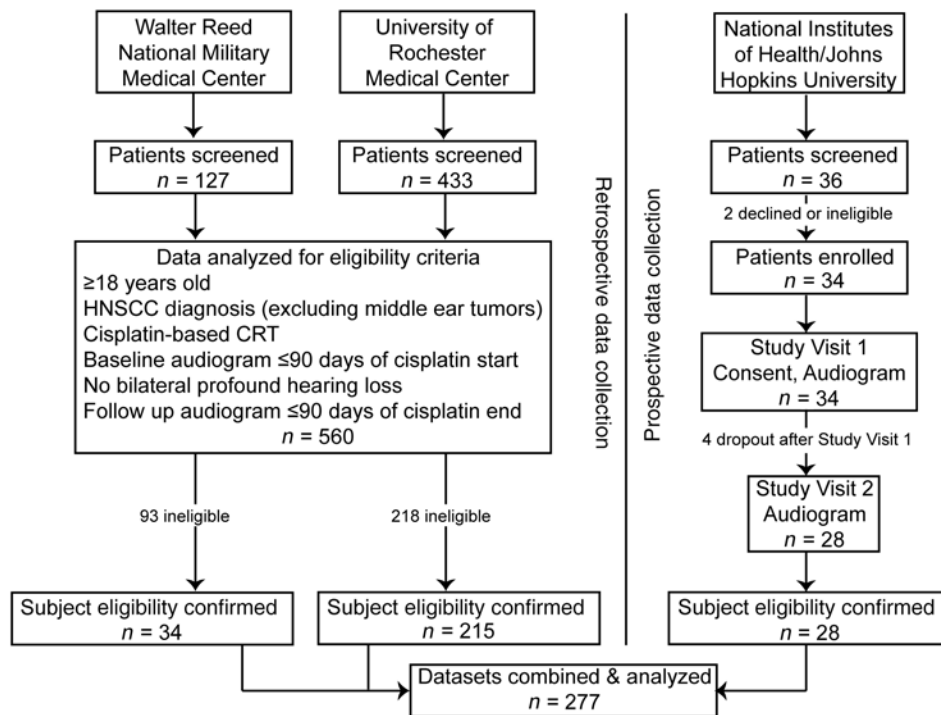 Walter Reed
National Military
Medical Center
University of
Rochester
Medical Center
National Institutes
of Health/Johns
Hopkins University
Patients screened
n = 127
Patients screened
n = 433
Patients screened
n = 36
2 declined or ineligible
Patients enrolled
n = 34
Data analyzed for eligibility criteria
≥18 years old
HNSCC diagnosis (excluding middle ear tumors)
Cisplatin-based CRT
Baseline audiogram ≤90 days of cisplatin start
No bilateral profound hearing loss
Follow up audiogram ≤90 days of cisplatin end
n = 560
Retrospective data collection
Prospective data collection
Study Visit 1
Consent, Audiogram
n = 34
4 dropout after Study Visit 1
Study Visit 2
Audiogram
n = 28
93 ineligible
218 ineligible
Subject eligibility confirmed
n = 34
Subject eligibility confirmed
n = 215
Subject eligibility confirmed
n = 28
Datasets combined & analyzed
n = 277